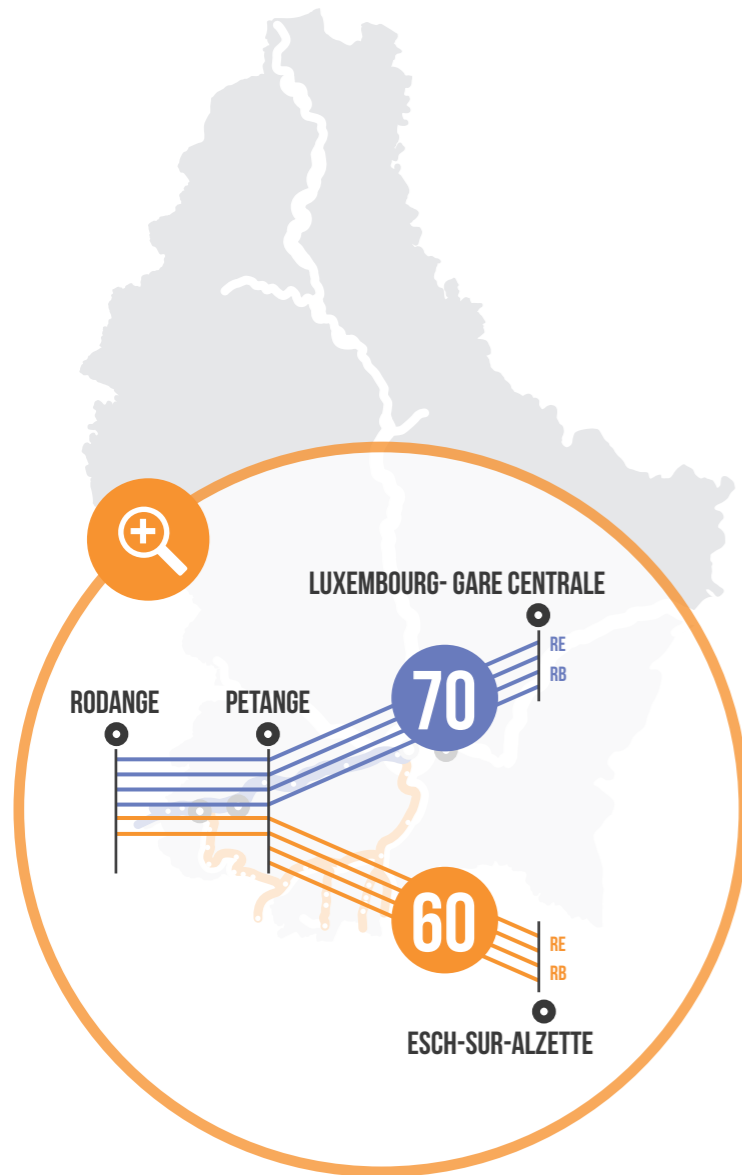 LUXEMBOURG- GARE CENTRALE
RE
RB
70
RODANGE
PETANGE
60
RE
RB
ESCH-SUR-ALZETTE